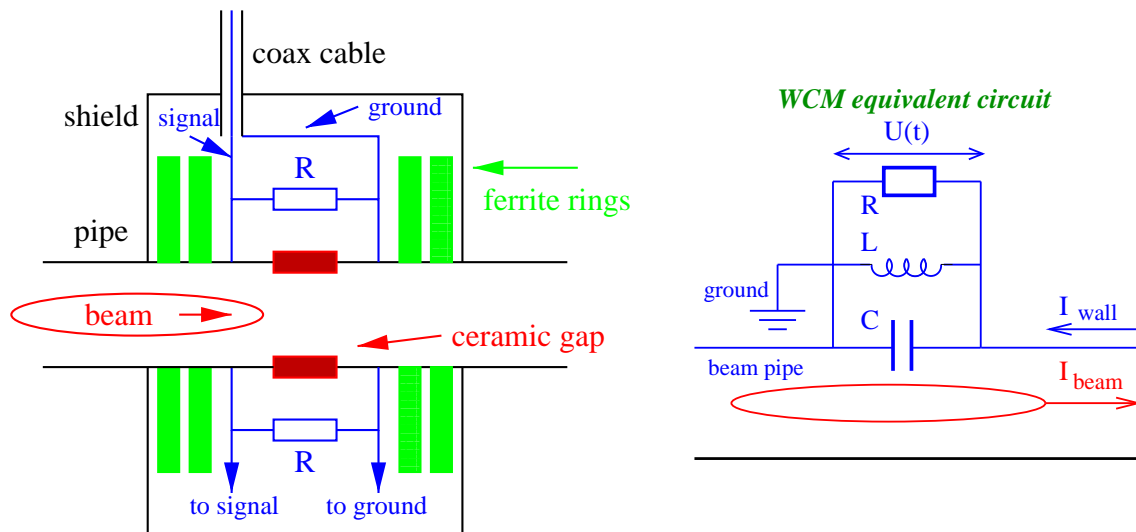 coax cable
shield
signal
ground
R
ferrite rings
pipe
beam
ceramic gap
R
to signal
to ground
WCM equivalent circuit
U(t)
R
L
ground
C
I wall
beam pipe
I beam